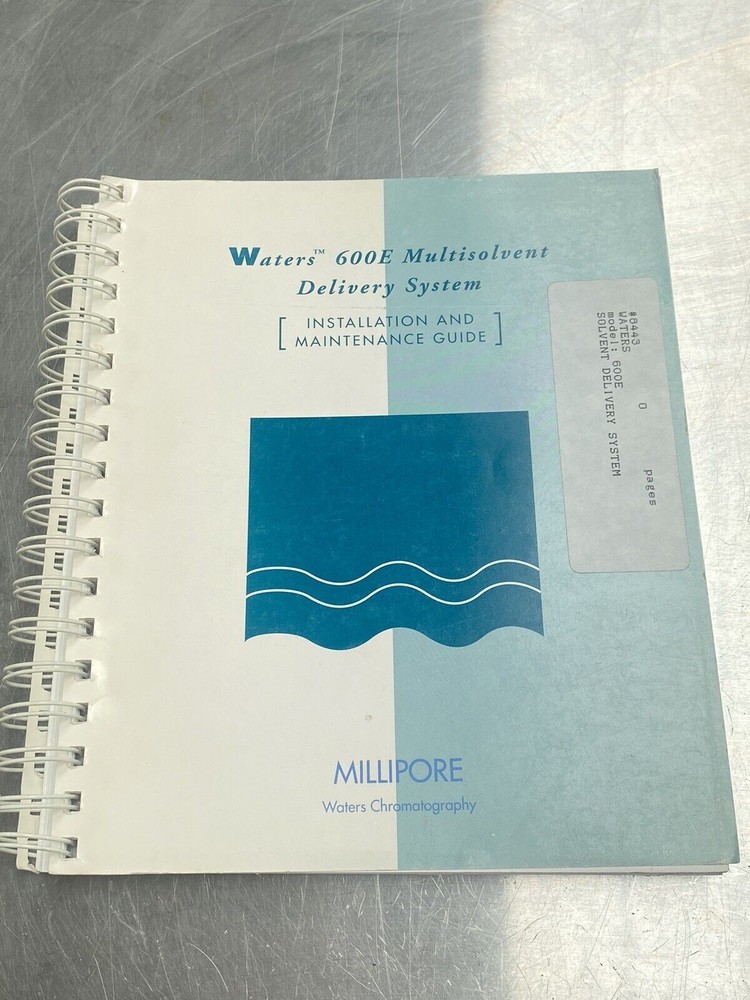 Waters™ 600E Multisolvent
Delivery System
[ INSTALLATION AND
MAINTENANCE GUIDE ]
#6443
WATERS 0 pages
model: 600E
SOLVENT DELIVERY SYSTEM
MILLIPORE
Waters Chromatography